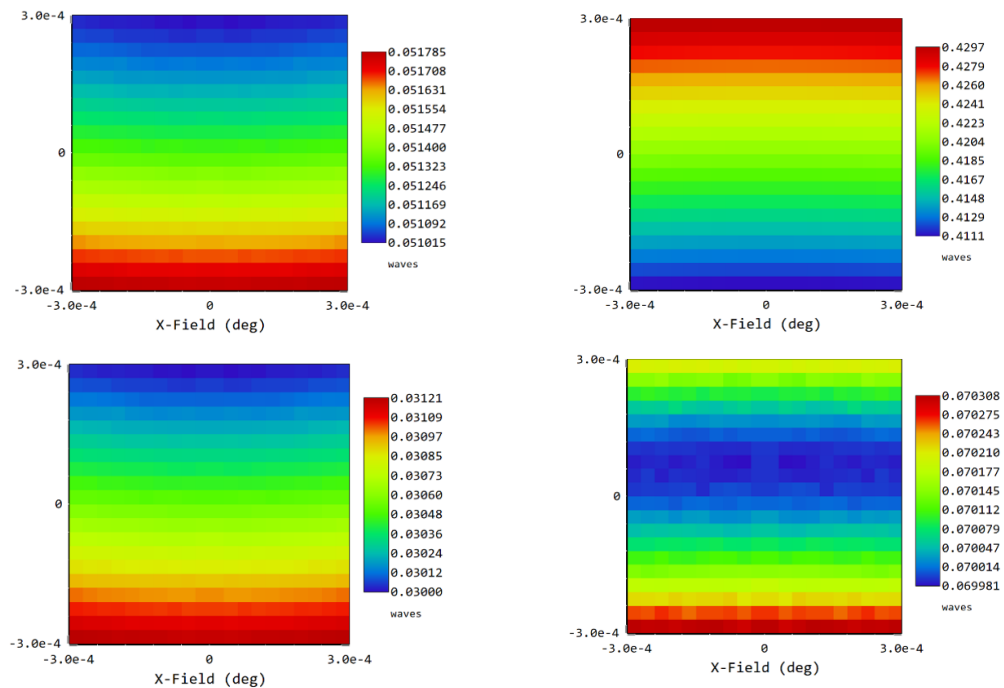 3.0e-4
0
-3.0e-4
-3.0e-4
0
3.0e-4
X-Field (deg)
0.051785
0.051708
0.051631
0.051554
0.051477
0.051400
0.051323
0.051246
0.051169
0.051092
0.051015
waves
3.0e-4
0
-3.0e-4
-3.0e-4
0
3.0e-4
X-Field (deg)
0.4297
0.4279
0.4260
0.4241
0.4223
0.4204
0.4185
0.4167
0.4148
0.4129
0.4111
waves
3.0e-4
0
-3.0e-4
-3.0e-4
0
3.0e-4
X-Field (deg)
0.03121
0.03109
0.03097
0.03085
0.03073
0.03060
0.03048
0.03036
0.03024
0.03012
0.03000
waves
3.0e-4
0
-3.0e-4
-3.0e-4
0
3.0e-4
X-Field (deg)
0.070308
0.070275
0.070243
0.070210
0.070177
0.070145
0.070112
0.070079
0.070047
0.070014
0.069981
waves